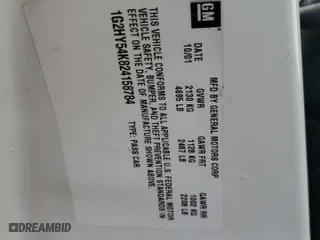 GM
MFD BY GENERAL MOTORS CORP
DATE GVWR GAWR FRT GAWR RR
10/01 2130 KG 1128 KG 1002 KG
4695 LB 2487 LB 2208 LB
THIS VEHICLE CONFORMS TO ALL APPLICABLE U.S. FEDERAL MOTOR
VEHICLE SAFETY, BUMPER, AND THEFT PREVENTION STANDARDS IN
EFFECT ON THE DATE OF MANUFACTURE SHOWN ABOVE.
1G2HY54K824158784 TYPE: PASS CAR
DREAMBID